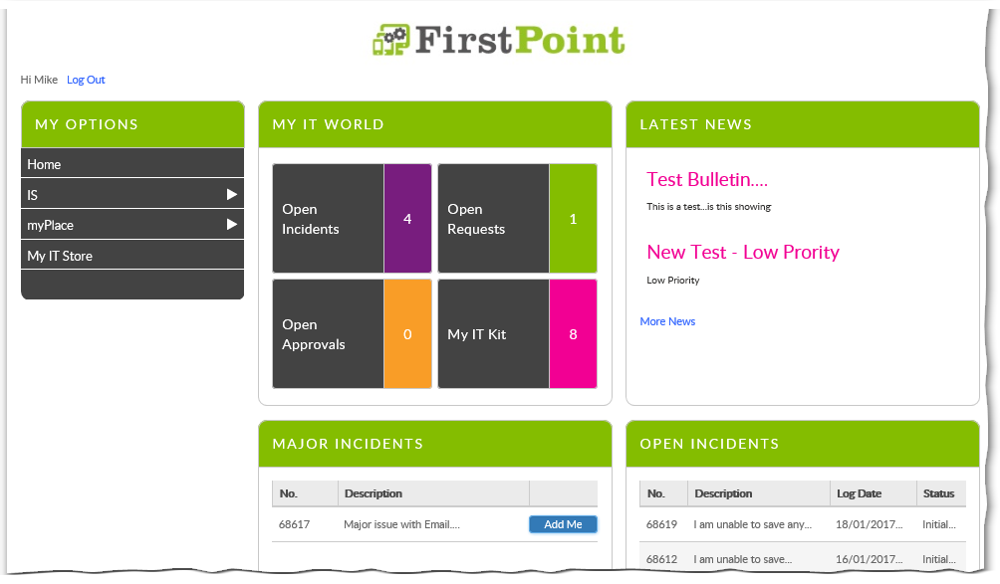 FirstPoint
Hi Mike Log Out
MY OPTIONS
Home
IS
myPlace
My IT Store
MY IT WORLD
Open
Incidents
4
Open
Requests
1
Open
Approvals
0
My IT Kit
8
LATEST NEWS
Test Bulletin....
This is a test...is this showing
New Test - Low Prority
Low Priority
More News
MAJOR INCIDENTS
No. Description
68617 Major issue with Email.... Add Me
OPEN INCIDENTS
No. Description Log Date Status
68619 I am unable to save any... 18/01/2017... Initial...
68612 I am unable to save... 16/01/2017... Initial...